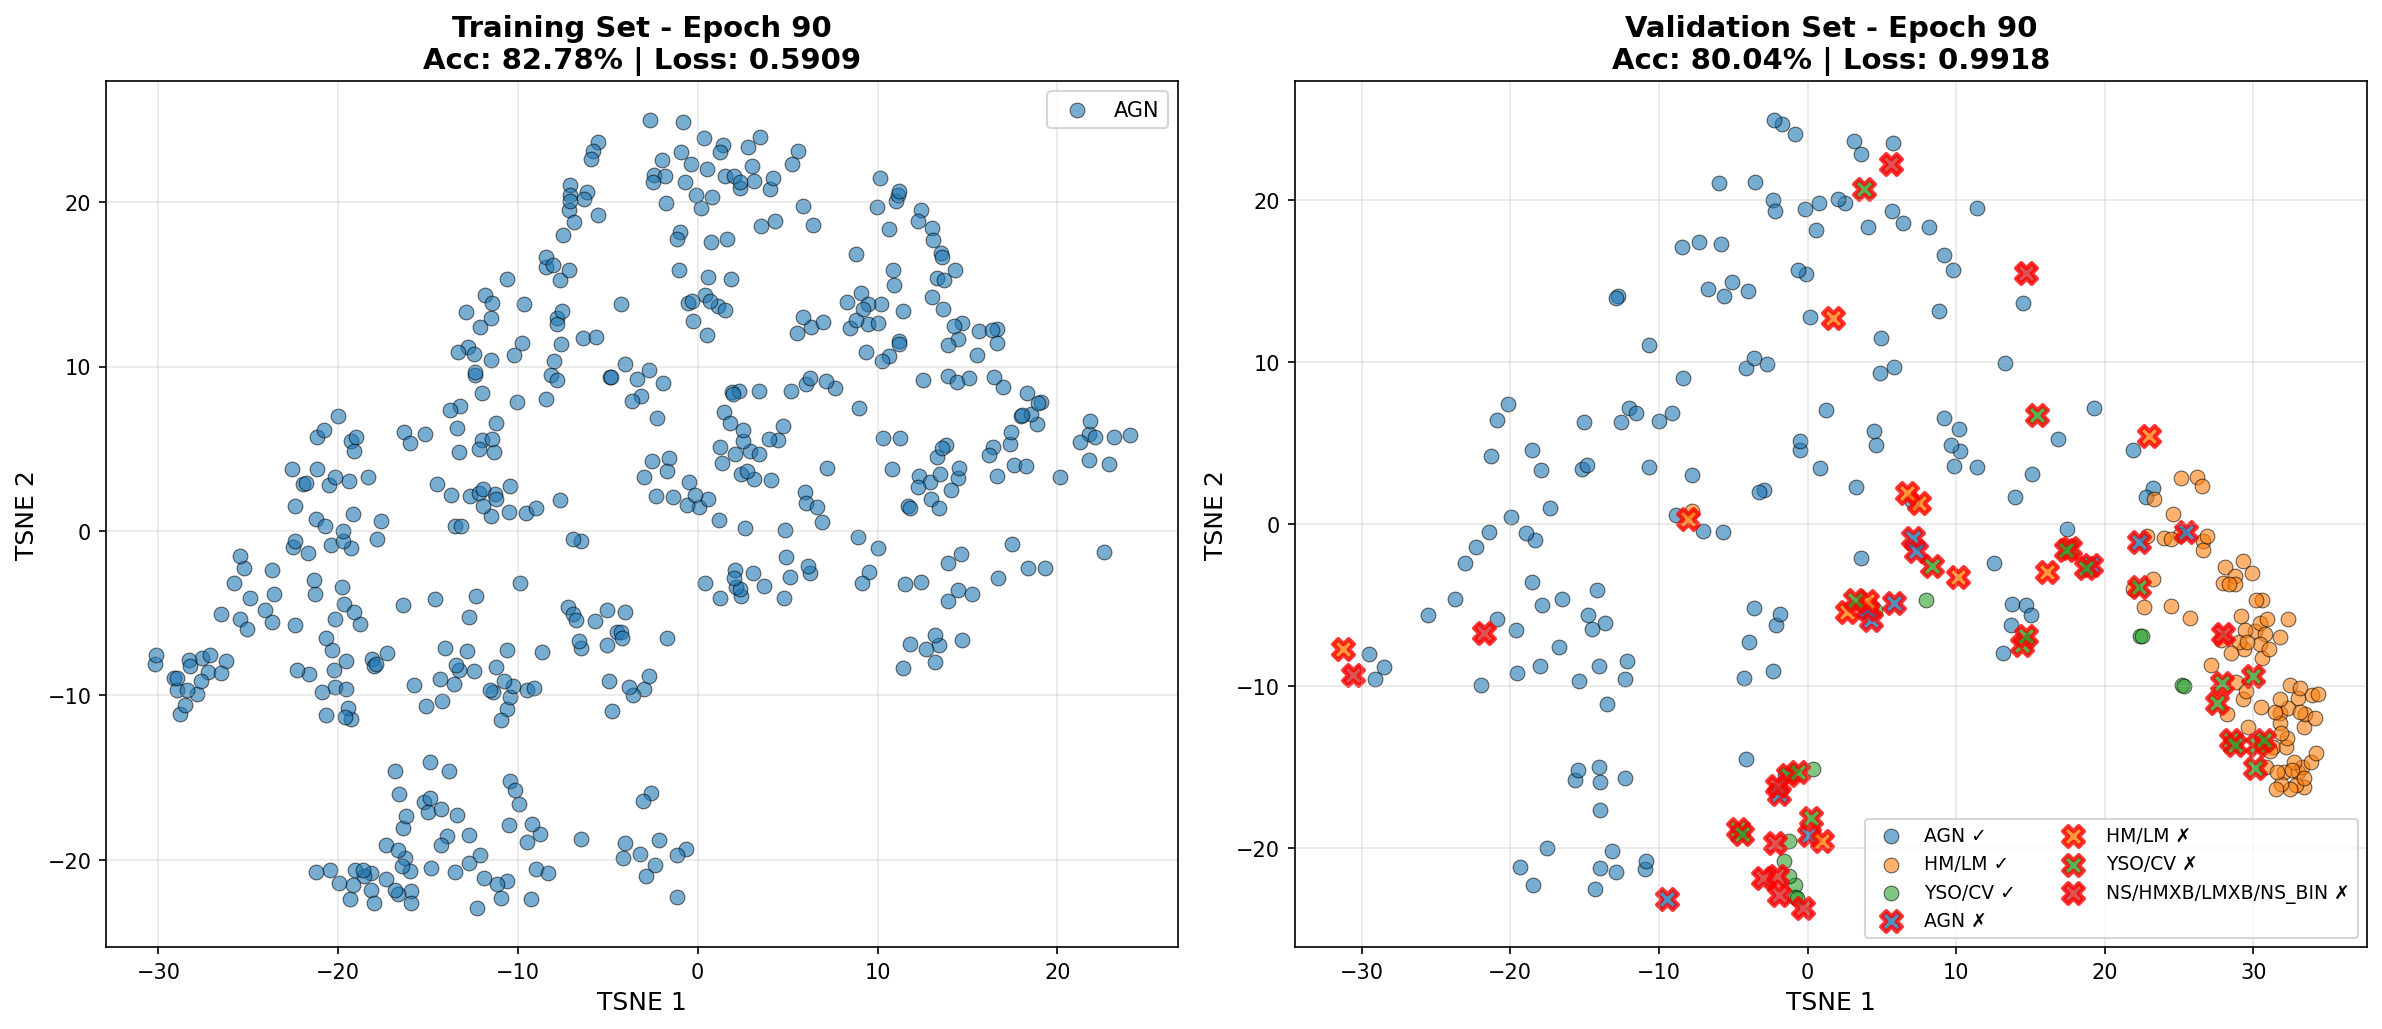 Training Set - Epoch 90
Acc: 82.78% | Loss: 0.5909
AGN
20
10
0
−10
−20
TSNE 2
−30
−20
−10
0
10
20
TSNE 1
Validation Set - Epoch 90
Acc: 80.04% | Loss: 0.9918
20
10
0
−10
−20
TSNE 2
AGN ✓
HM/LM ✓
YSO/CV ✓
AGN ✗
HM/LM ✗
YSO/CV ✗
NS/HMXB/LMXB/NS_BIN ✗
−30
−20
−10
0
10
20
30
TSNE 1